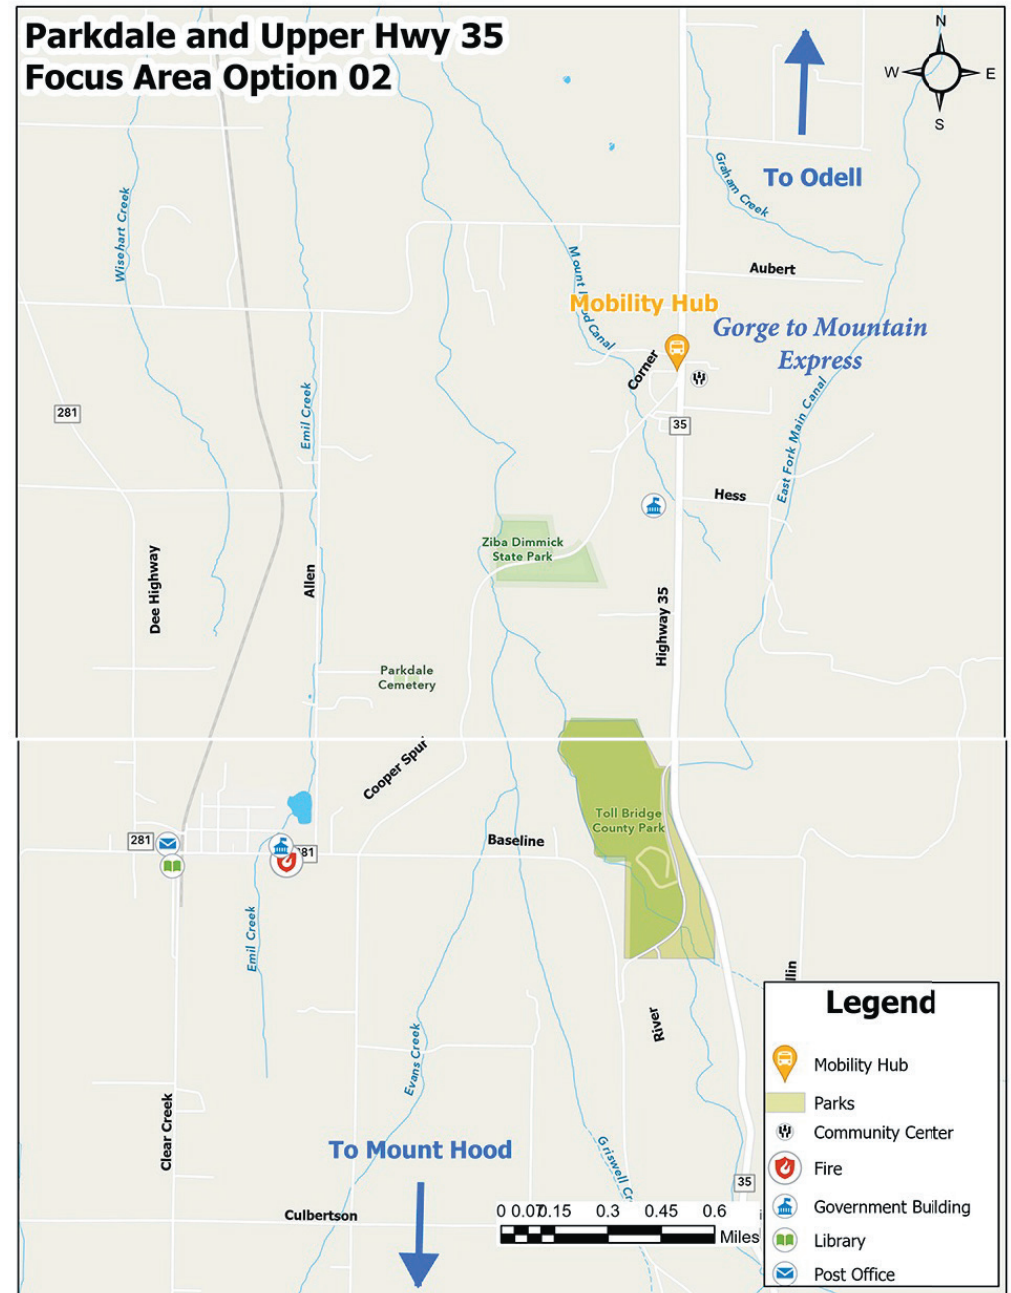 Parkdale and Upper Hwy 35
Focus Area Option 02
N
W
E
S
To Odell
Graham Creek
Wisehart Creek
Aubert
Mobility Hub
Gorge to Mountain
Express
Corner
281
Emil Creek
35
East Fork Main Canal
Hess
Ziba Dimmick
State Park
Dee Highway
Allen
Highway 35
Parkdale
Cemetery
Cooper Spur
Toll Bridge
County Park
281
Baseline
Emil Creek
River
Evans Creek
Clear Creek
To Mount Hood
Griswell
35
Culbertson
0 0.07 0.15 0.3 0.45 0.6
Miles
Legend
Mobility Hub
Parks
Community Center
Fire
Government Building
Library
Post Office